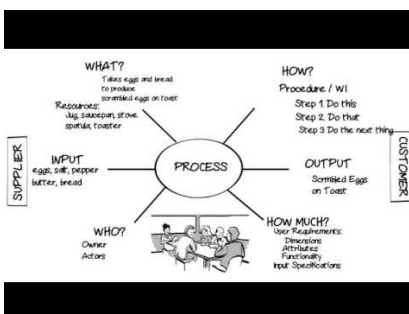 WHAT?
Takes eggs and bread
to produce
scrambled eggs on toast
Resources:
Jug, saucepan, stove
spatula, toaster
HOW?
Procedure / WI
Step 1. Do this
Step 2. Do that
Step 3 Do the next thing
SUPPLIER
INPUT
eggs, salt, pepper
butter, bread
PROCESS
OUTPUT
Scrmbled Eggs
on Toast
CUSTOMER
WHO?
Owner
Actors
HOW MUCH?
User Requirements:
Dimensions
Attributes
Functionality
Input Specifications